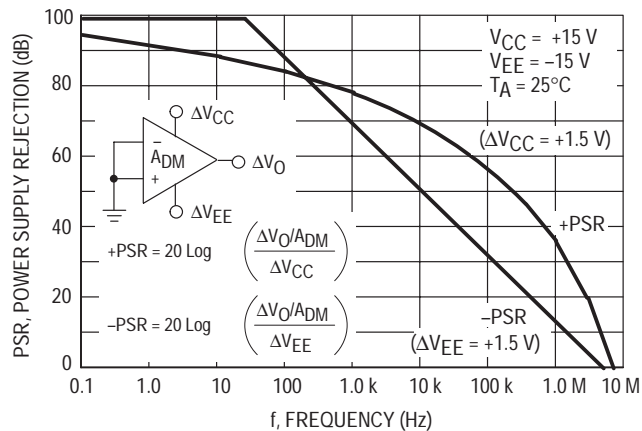 PSR, POWER SUPPLY REJECTION (dB)
100
80
60
40
20
0
0.1
1.0
10
100
1.0 k
10 k
100 k
1.0 M
10 M
f, FREQUENCY (Hz)
VCC = +15 V
VEE = –15 V
TA = 25°C
(ΔVCC = +1.5 V)
+PSR
–PSR
(ΔVEE = +1.5 V)
ΔVCC
–
ADM
+
ΔVO
ΔVEE
+PSR = 20 Log (ΔVO/ADM
ΔVCC)
–PSR = 20 Log (ΔVO/ADM
ΔVEE)